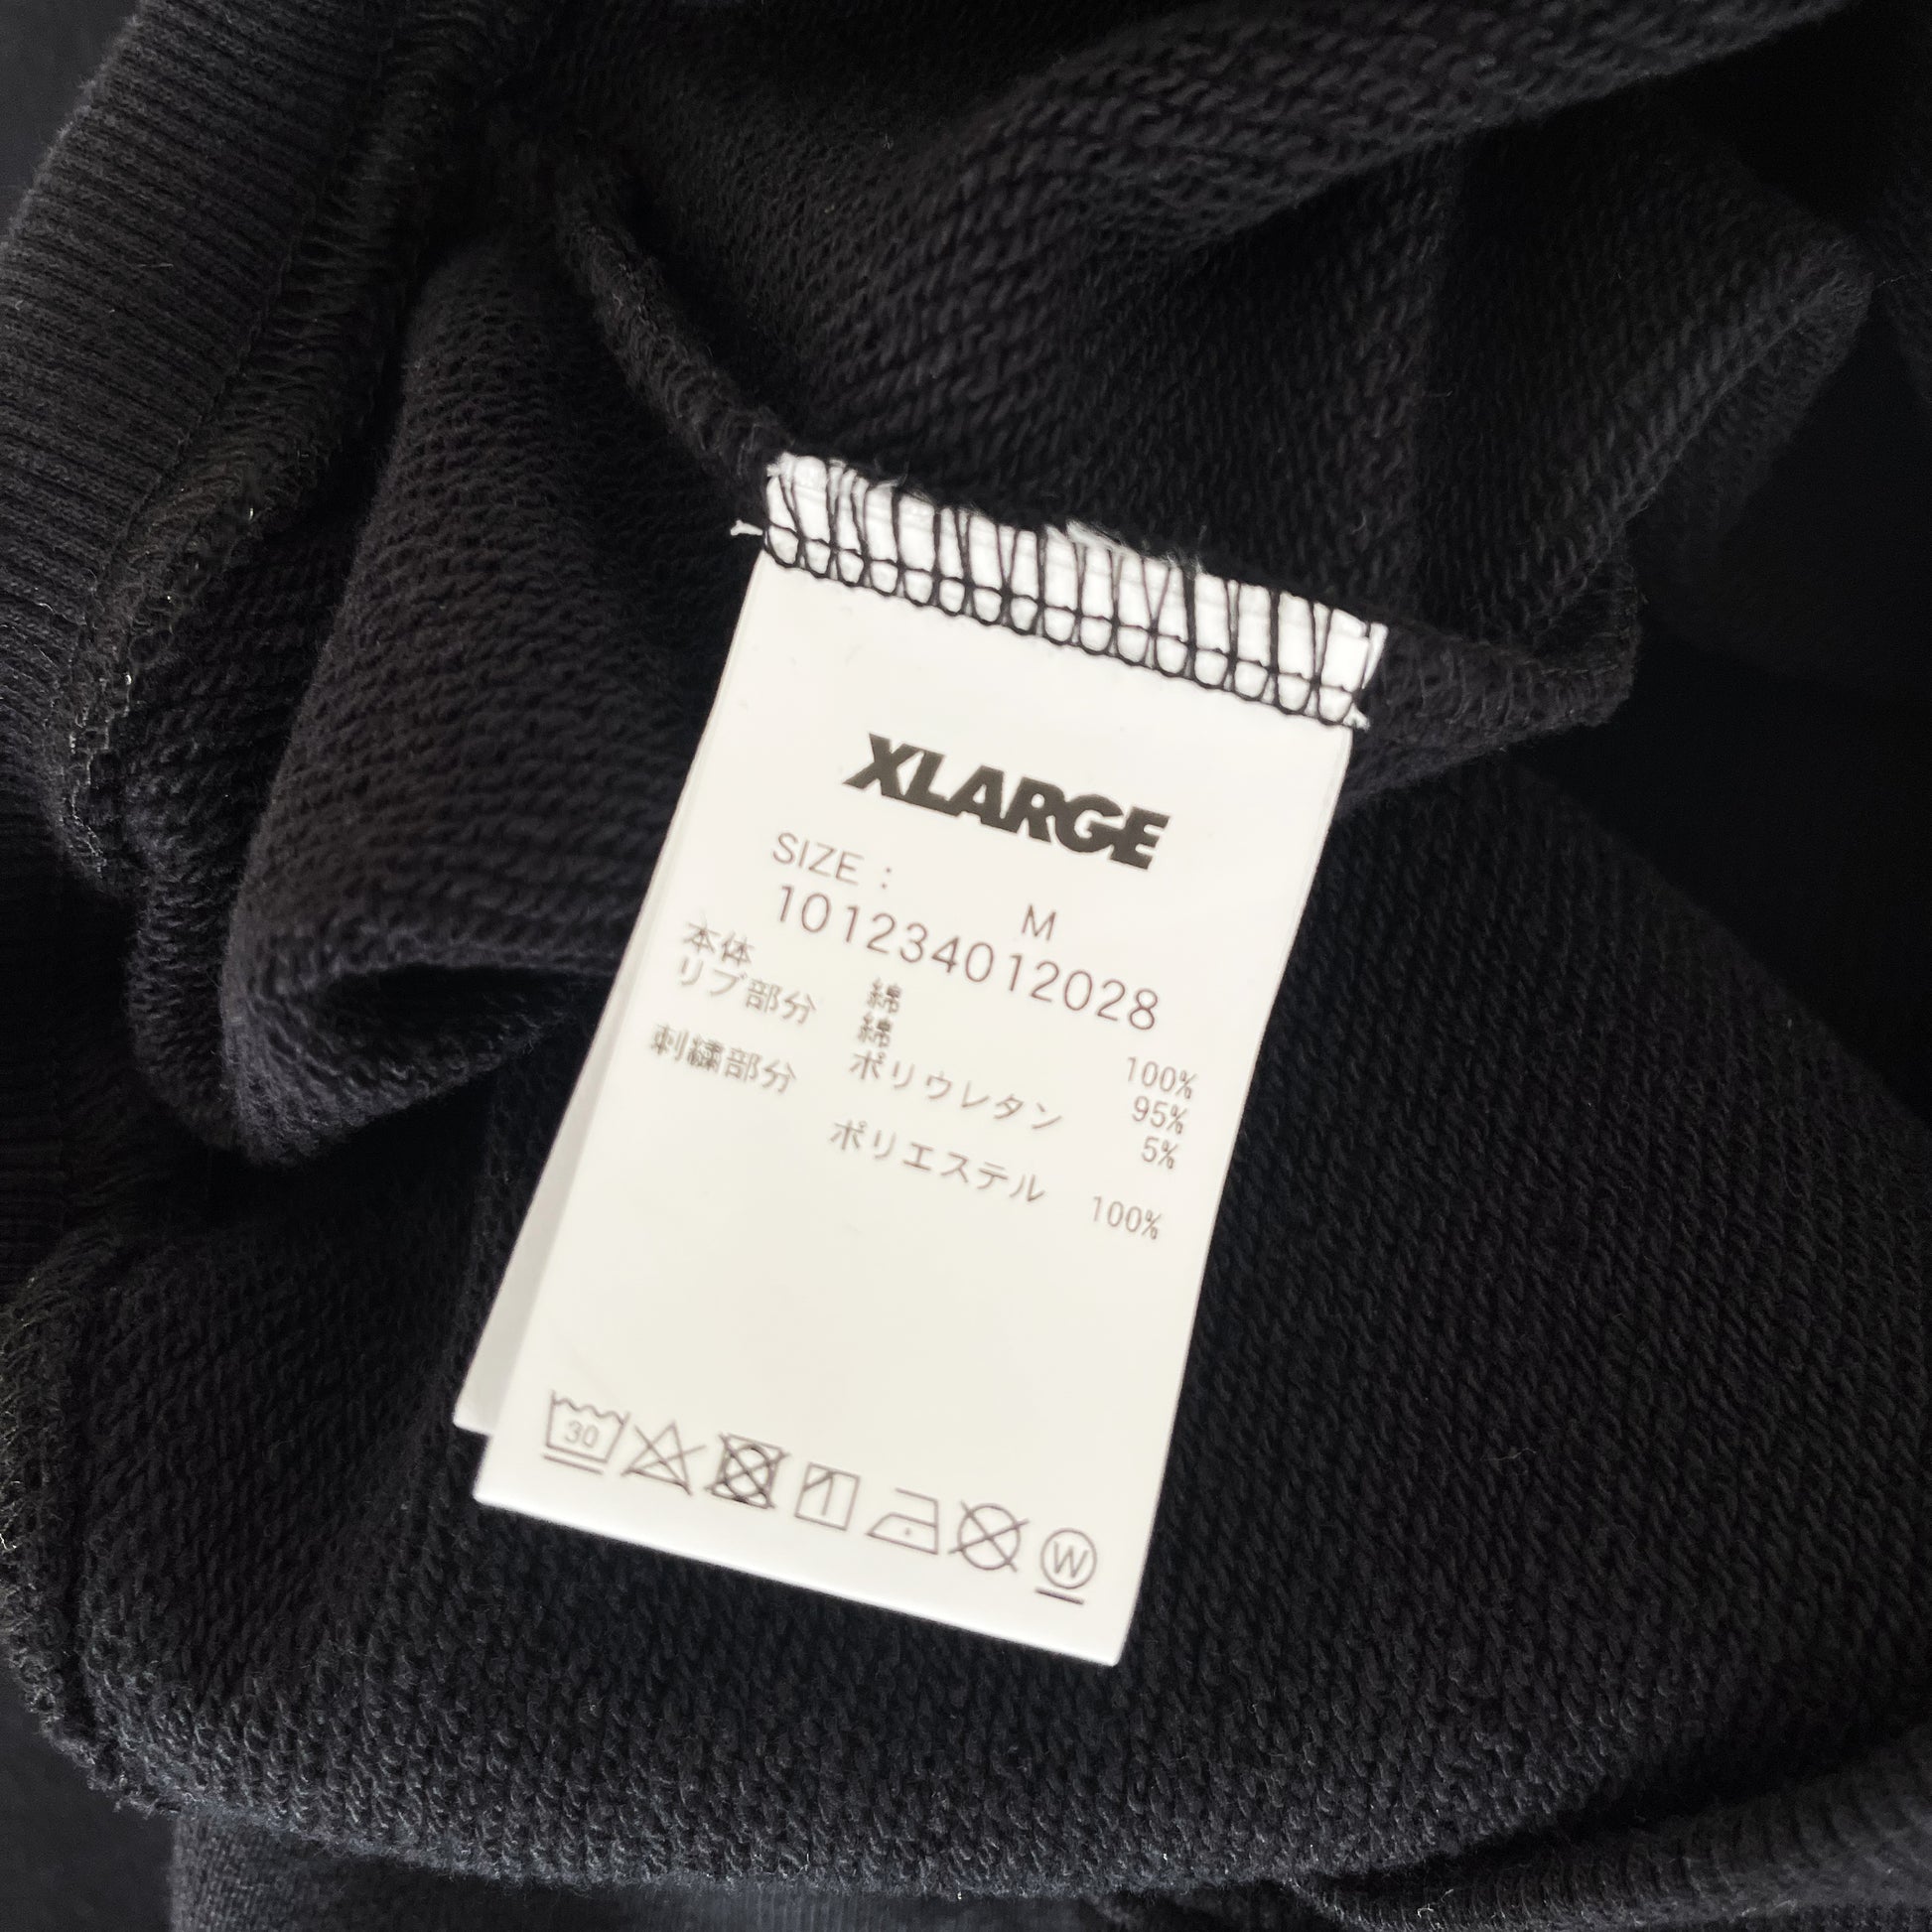 XLARGE
SIZE : M
101234012028
本体 綿 100%
リブ部分 綿 95%
ポリウレタン 5%
刺繍部分
ポリエステル 100%
30
W